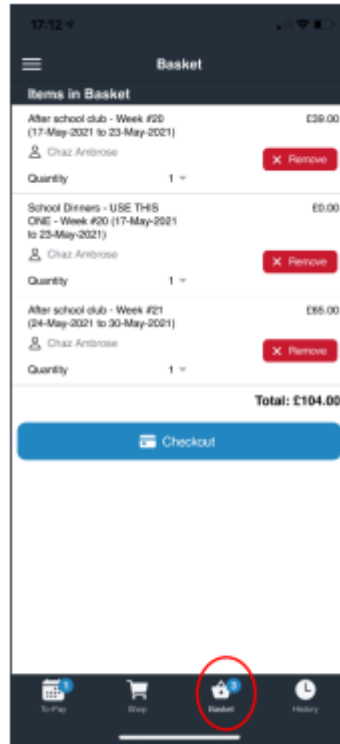 17:12
Basket
Items in Basket
After school club - Week #20
(17-May-2021 to 23-May-2021)
£39.00
Chaz Ambrose
Remove
Quantity 1
School Dinners - USE THIS
ONE - Week #20 (17-May-2021
to 23-May-2021)
£0.00
Chaz Ambrose
Remove
Quantity 1
After school club - Week #21
(24-May-2021 to 30-May-2021)
£65.00
Chaz Ambrose
Remove
Quantity 1
Total: £104.00
Checkout
1
3
To-Pay Shop Basket History